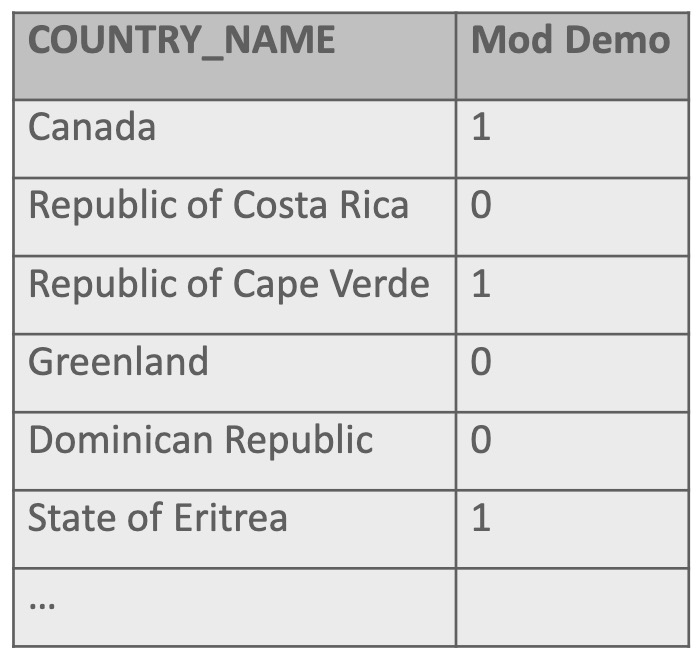 COUNTRY_NAME Mod Demo
Canada 1
Republic of Costa Rica 0
Republic of Cape Verde 1
Greenland 0
Dominican Republic 0
State of Eritrea 1
...